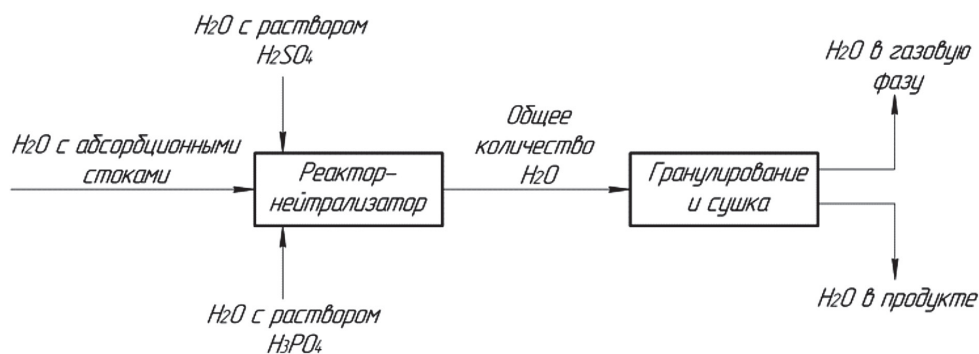 H2O с раствором
H2SO4
H2O в газовую
фазу
H2O с абсорбционными
стоками
Общее
количество
H2O
Реактор-
нейтрализатор
Гранулирование
и сушка
H2O с раствором
H3PO4
H2O в продукте